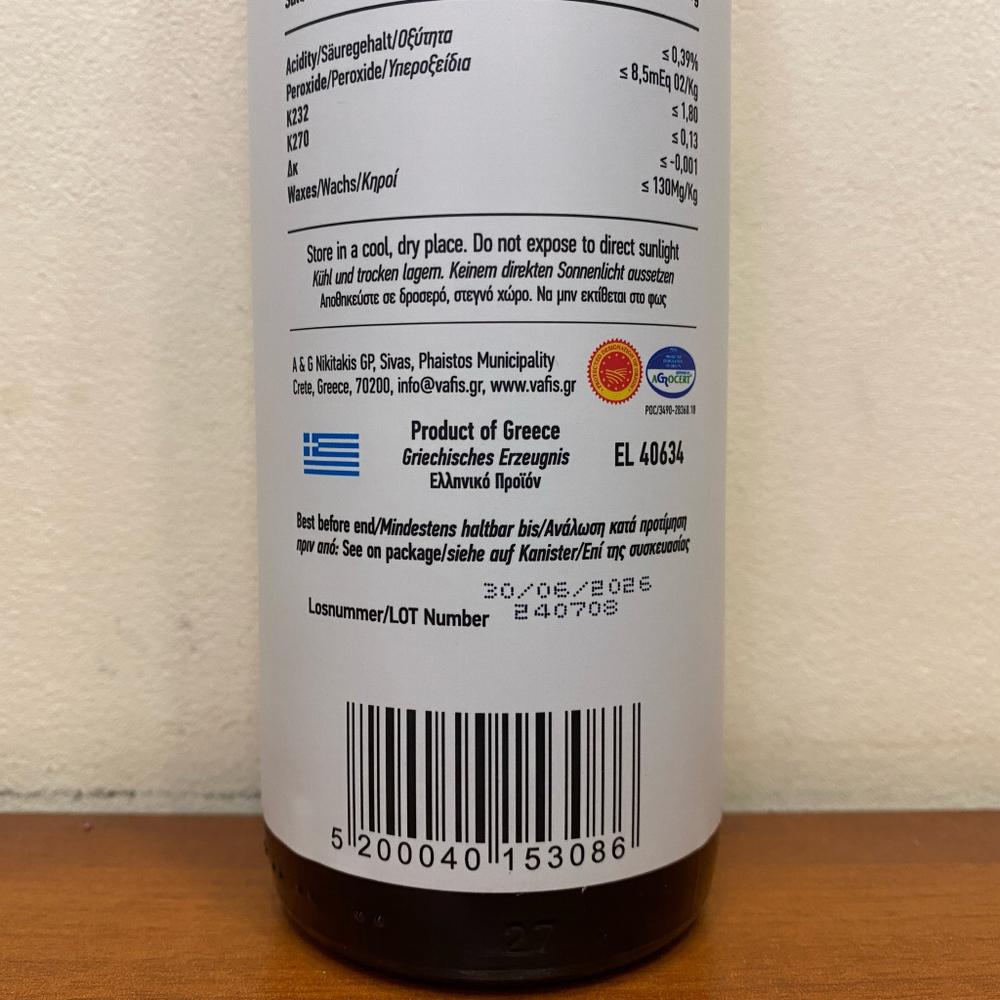 Acidity/Säuregehalt/Οξύτητα ≤ 0,39%
Peroxide/Peroxide/Υπεροξείδια ≤ 8,5mEq O2/Kg
K232 ≤ 1,80
K270 ≤ 0,13
Δκ ≤ -0,001
Waxes/Wachs/Κηροί ≤ 130Mg/Kg
Store in a cool, dry place. Do not expose to direct sunlight
Kühl und trocken lagern. Keinem direkten Sonnenlicht aussetzen
Αποθηκεύστε σε δροσερό, στεγνό χώρο. Να μην εκτίθεται στο φως
A & G Nikitakis GP, Sivas, Phaistos Municipality
Crete, Greece, 70200, info@vafis.gr, www.vafis.gr
PROTECTED DESIGNATION OF ORIGIN
AGROCERT
Product of Greece
Griechisches Erzeugnis
Ελληνικό Προϊόν
EL 40634
Best before end/Mindestens haltbar bis/Ανάλωση κατά προτίμηση
πριν από: See on package/siehe auf Kanister/Επί της συσκευασίας
30/06/2026
Losnummer/LOT Number 240708
5 200040 153086
27